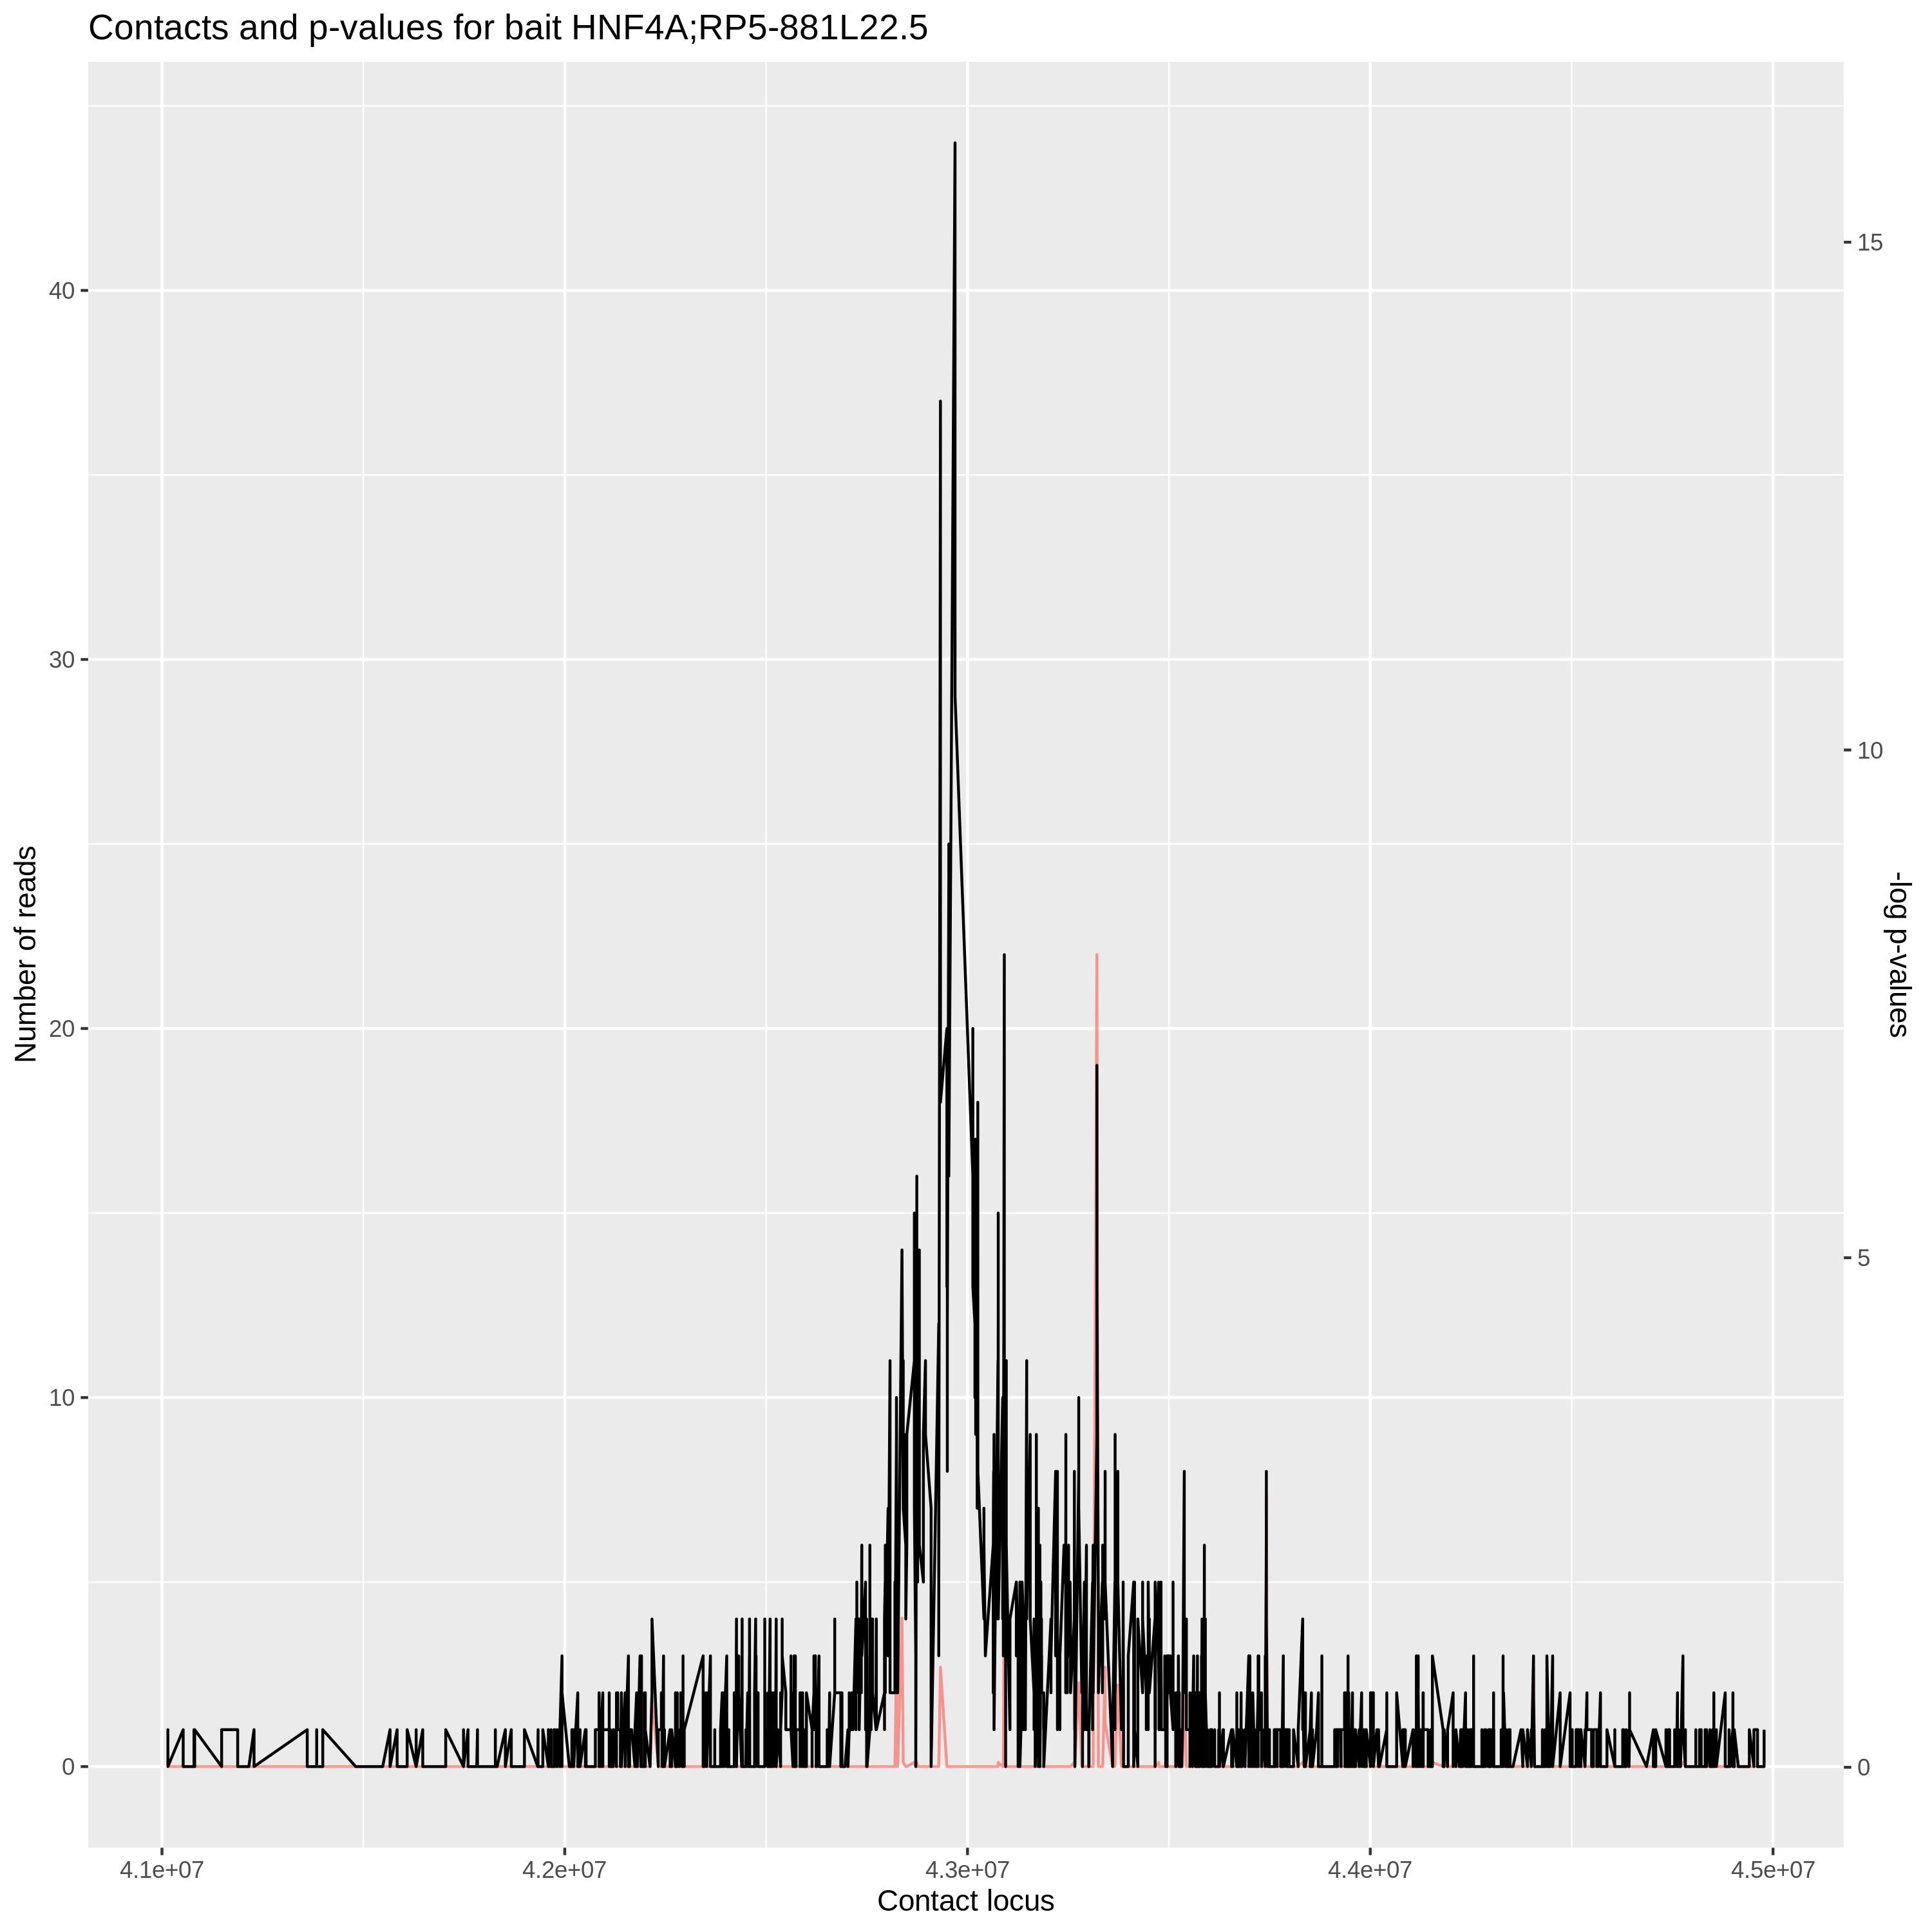 Contacts and p-values for bait HNF4A;RP5-881L22.5
Number of reads
40
30
20
10
0
15
10
5
0
-log p-values
4.1e+07 4.2e+07 4.3e+07 4.4e+07 4.5e+07
Contact locus